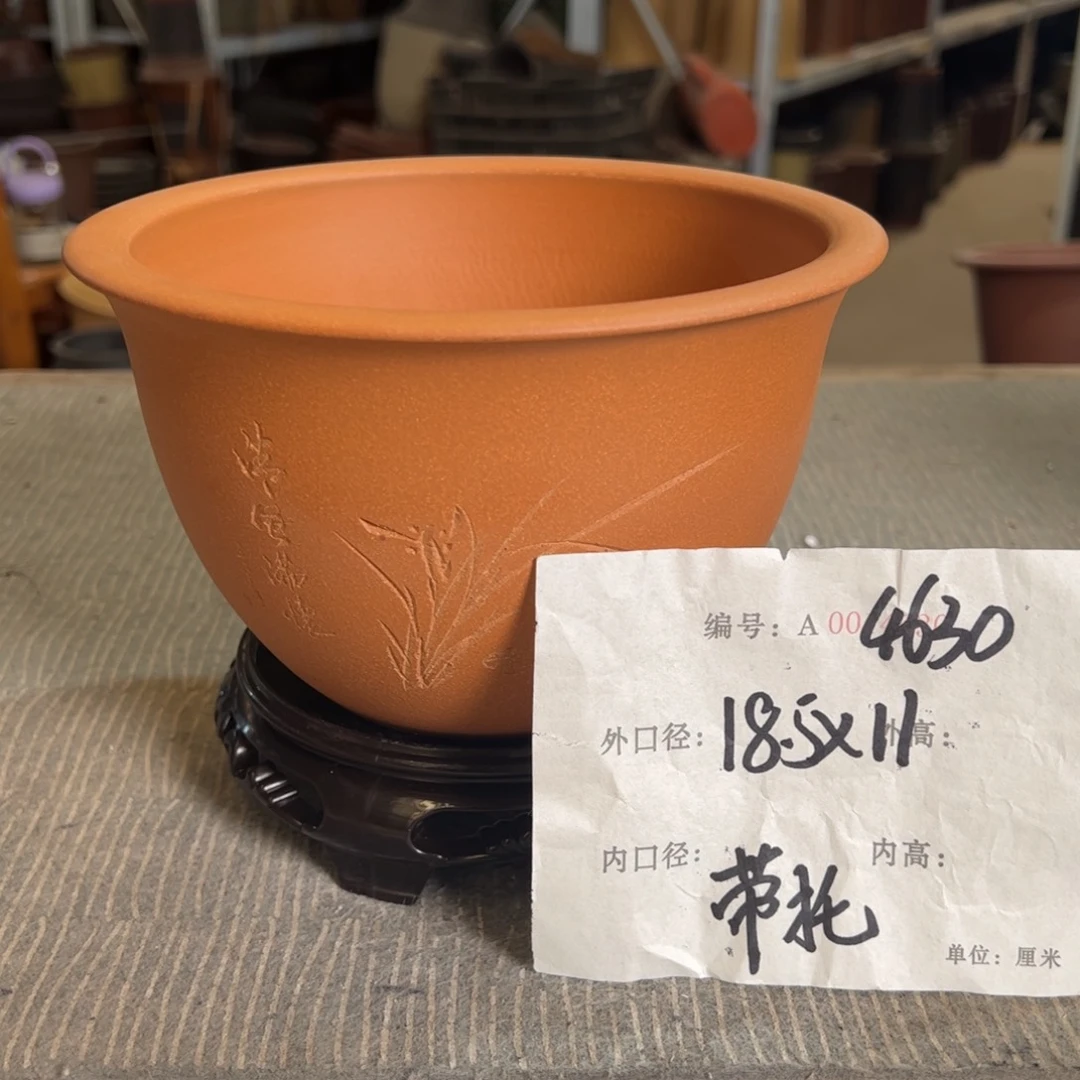 编号：A 00 4630
外口径：18.5x11 外高：
内口径： 内高：
带托
单位：厘米